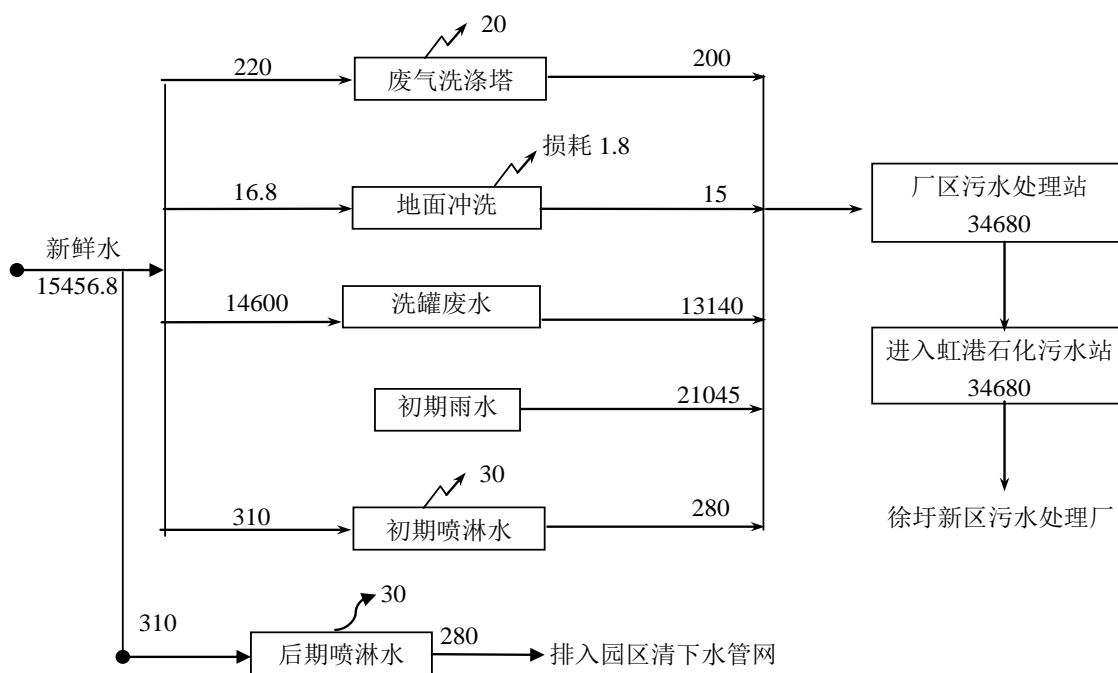 20
220
废气洗涤塔
200
损耗 1.8
16.8
地面冲洗
15
厂区污水处理站
34680
新鲜水
15456.8
14600
洗罐废水
13140
进入虹港石化污水站
34680
初期雨水
21045
30
310
初期喷淋水
280
徐圩新区污水处理厂
30
310
后期喷淋水
280
排入园区清下水管网